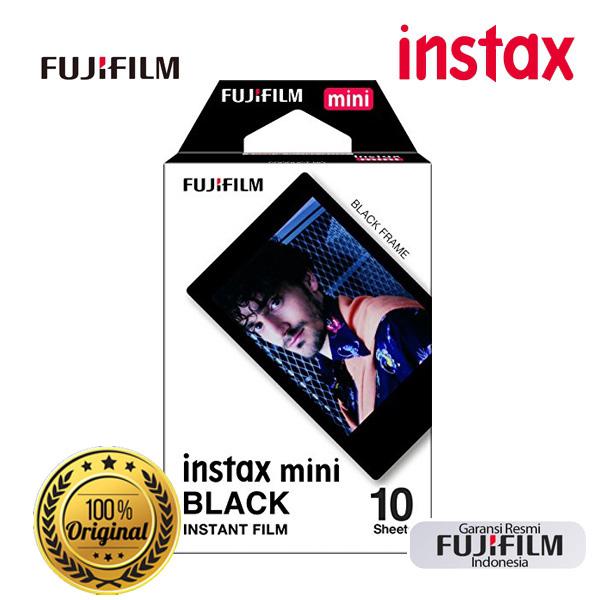 FUJIFILM
instax
FUJIFILM mini
FUJIFILM
BLACK FRAME
instax mini
BLACK
INSTANT FILM
10
Sheet
100%
Original
Garansi Resmi
FUJIFILM
Indonesia